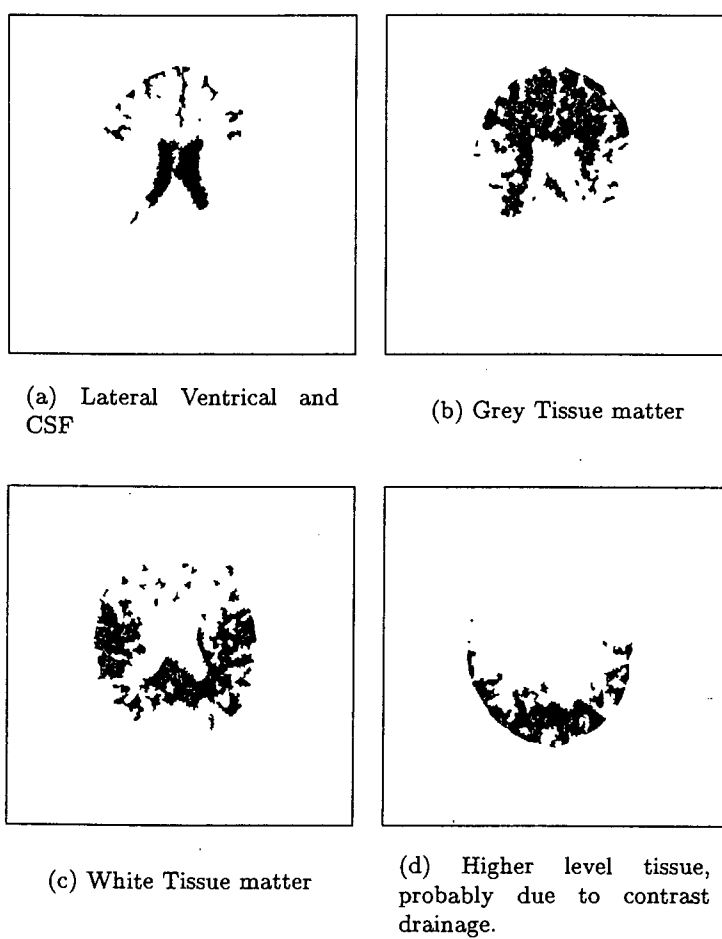 (a) Lateral Ventrical and
CSF
(b) Grey Tissue matter
(c) White Tissue matter
(d) Higher level tissue,
probably due to contrast
drainage.